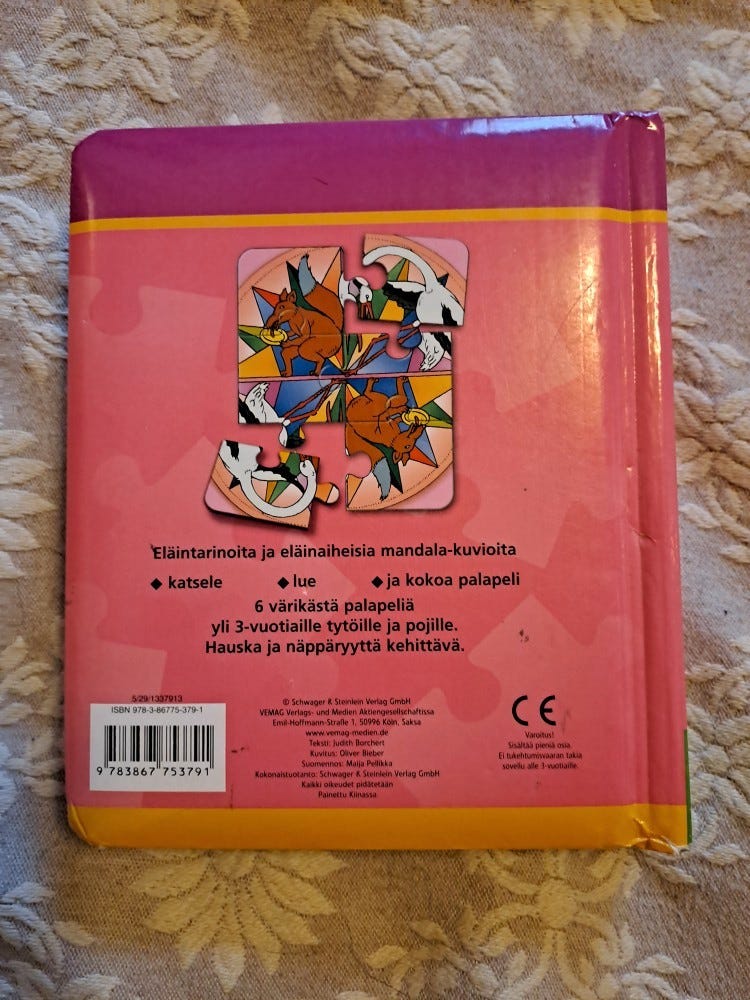 Eläintarinoita ja eläinaiheisia mandala-kuvioita
◆ katsele ◆ lue ◆ ja kokoa palapeli
6 värikästä palapeliä
yli 3-vuotiaille tytöille ja pojille.
Hauska ja näppäryyttä kehittävä.
5/29/1337913
ISBN 978-3-86775-379-1
9 783867 753791
© Schwager & Steinlein Verlag GmbH
VEMAG Verlags- und Medien Aktiengesellschaftissa
Emil-Hoffmann-Straße 1, 50996 Köln, Saksa
www.vemag-medien.de
Teksti: Judith Borchert
Kuvitus: Oliver Bieber
Suomennos: Maija Pellikka
Kokonaistuotanto: Schwager & Steinlein Verlag GmbH
Kaikki oikeudet pidätetään
Painettu Kiinassa
CE
Varoitus!
Sisältää pieniä osia.
Ei tukehtumisvaaran takia
sovellu alle 3-vuotiaille.